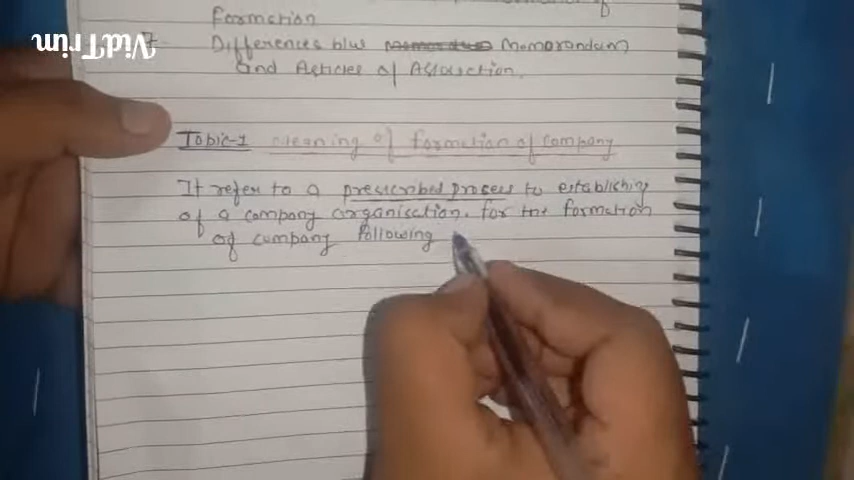 VidTrim
Formation
7. Differences b/w Memorandum
and Articles of Association.
Topic-1 Meaning of formation of Company
It refer to a prescribed process to establishing
of a company organisation. for the formation
of company following